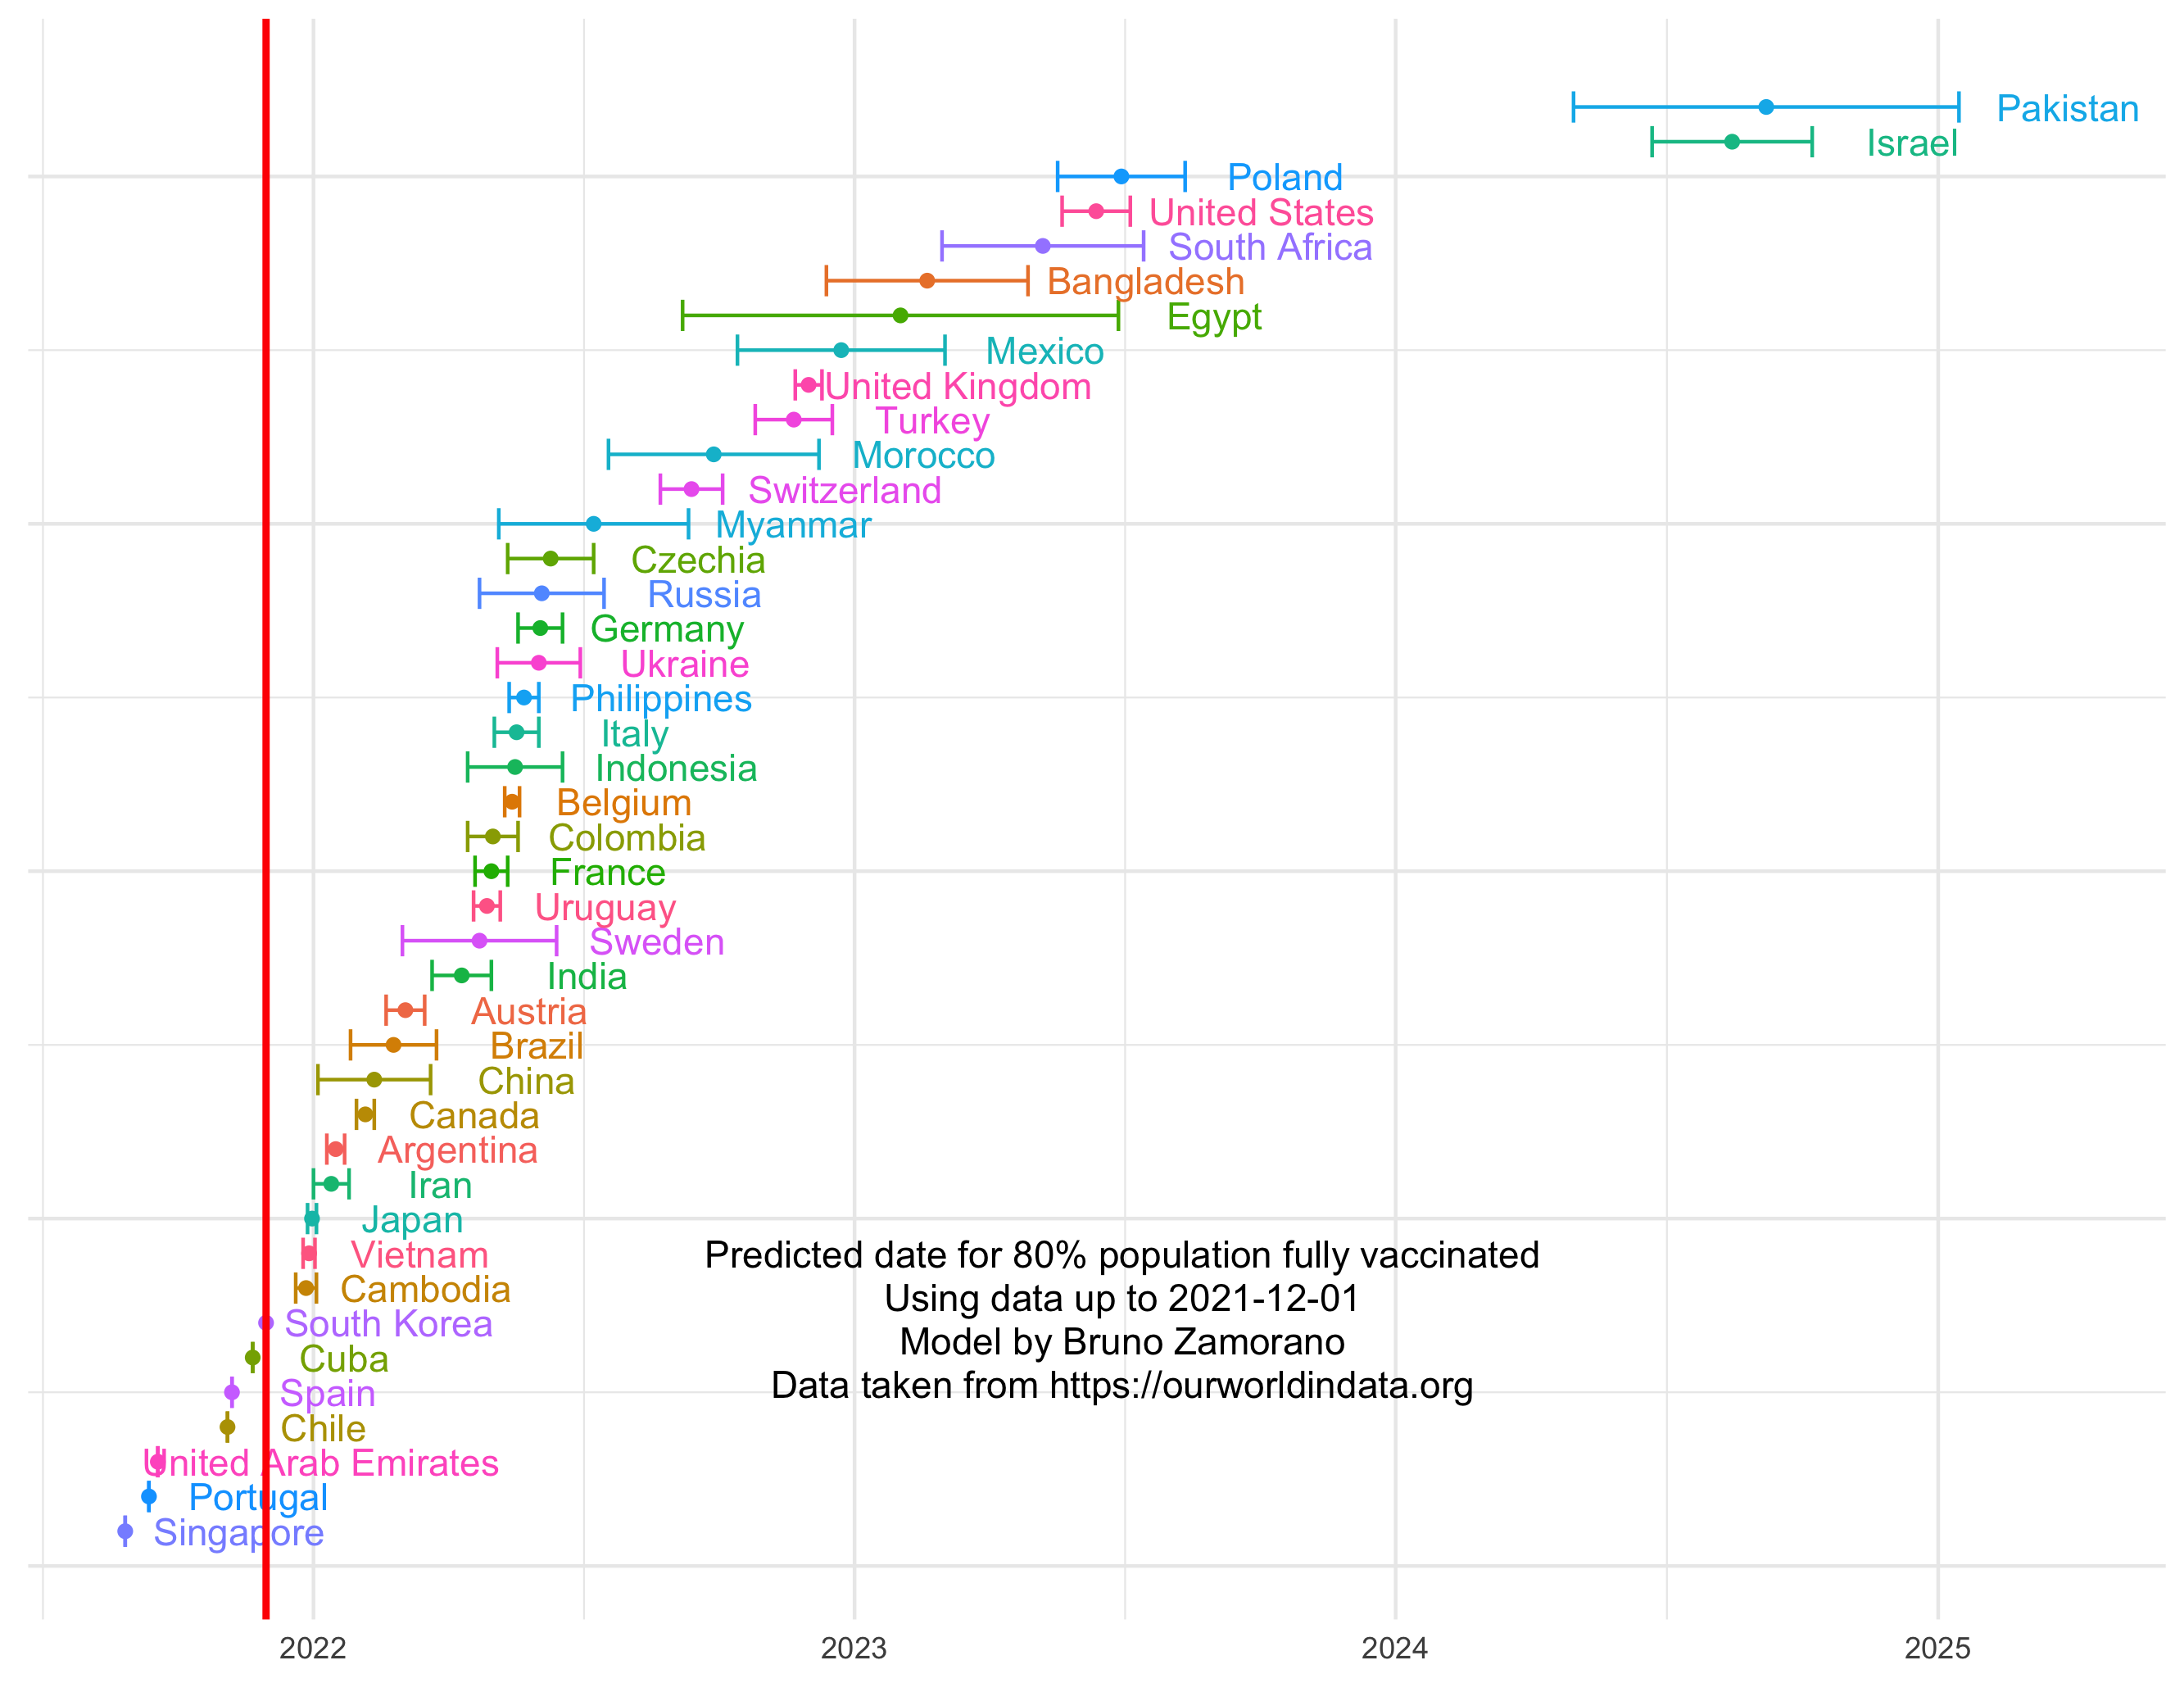 Pakistan
Israel
Poland
United States
South Africa
Bangladesh
Egypt
Mexico
United Kingdom
Turkey
Morocco
Switzerland
Myanmar
Czechia
Russia
Germany
Ukraine
Philippines
Italy
Indonesia
Belgium
Colombia
France
Uruguay
Sweden
India
Austria
Brazil
China
Canada
Argentina
Iran
Japan
Vietnam
Cambodia
South Korea
Cuba
Spain
Chile
United Arab Emirates
Portugal
Singapore
Predicted date for 80% population fully vaccinated
Using data up to 2021-12-01
Model by Bruno Zamorano
Data taken from https://ourworldindata.org
2022 2023 2024 2025